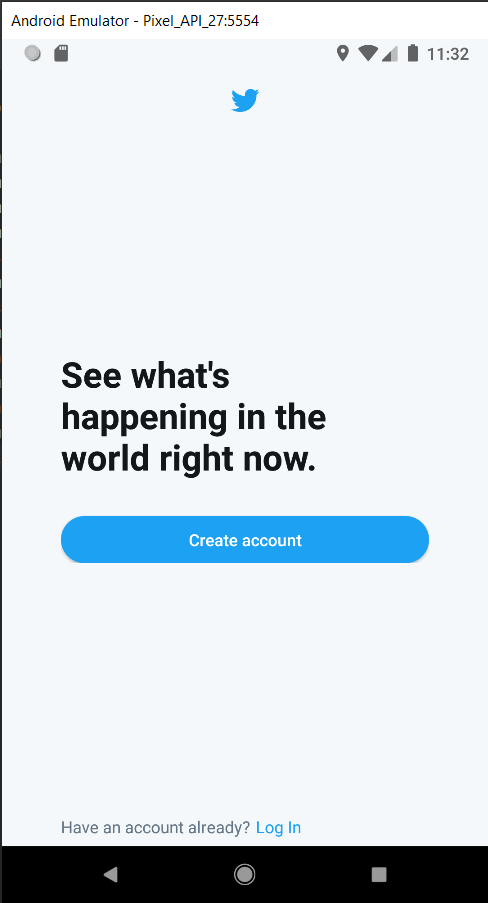 Android Emulator - Pixel_API_27:5554
11:32
See what's
happening in the
world right now.
Create account
Have an account already? Log In